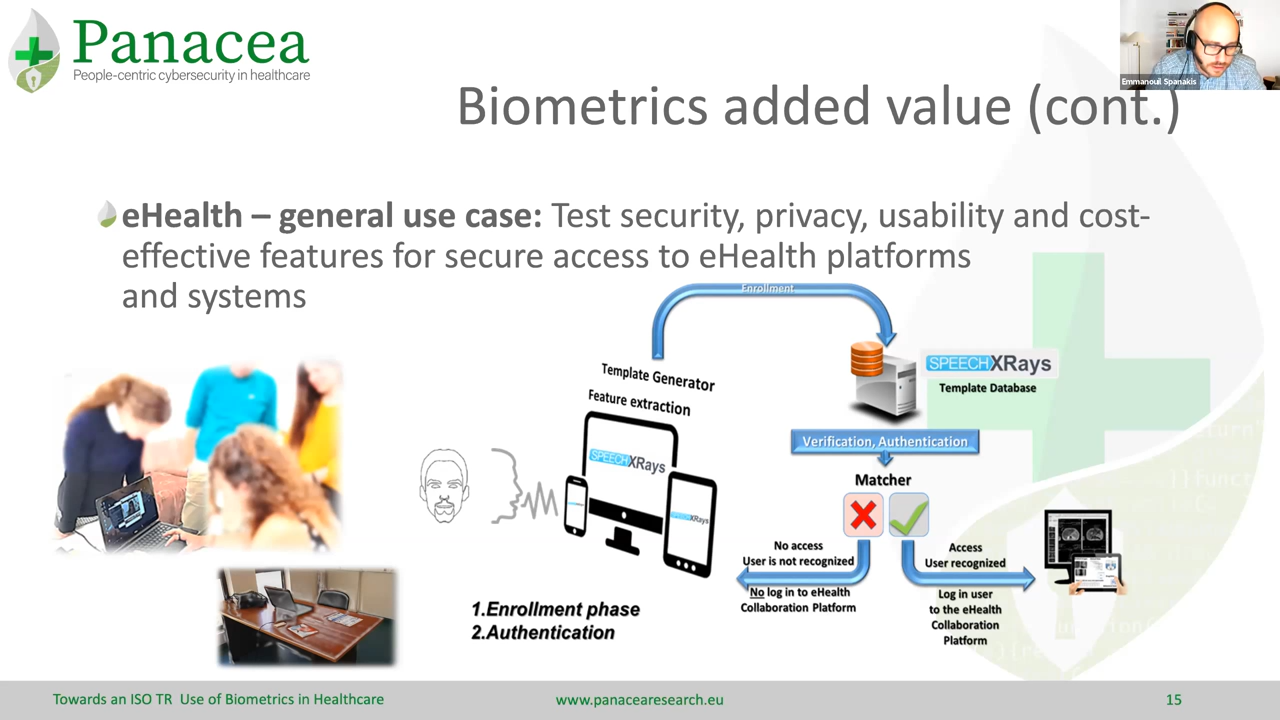 Panacea
People-centric cybersecurity in healthcare
Emmanouil Spanakis
Biometrics added value (cont.)
eHealth – general use case: Test security, privacy, usability and cost-
effective features for secure access to eHealth platforms
and systems
Enrollment
Template Generator
Feature extraction
SPEECHXRays
SPEECHXRays
Template Database
Verification, Authentication
Matcher
SPEECHXRays
No access
User is not recognized
No log in to eHealth
Collaboration Platform
Access
User recognized
Log in user
to the eHealth
Collaboration
Platform
1.Enrollment phase
2.Authentication
Towards an ISO TR Use of Biometrics in Healthcare
www.panacearesearch.eu
15